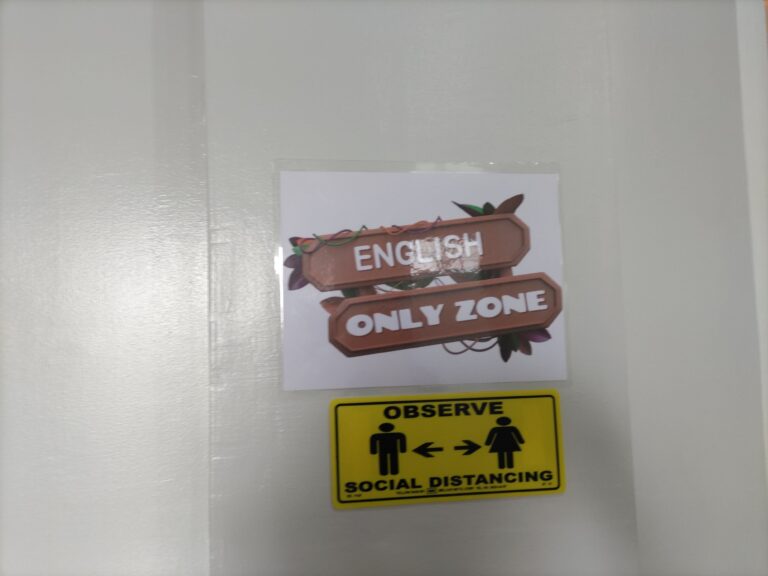 ENGLISH
ONLY ZONE
OBSERVE
SOCIAL DISTANCING